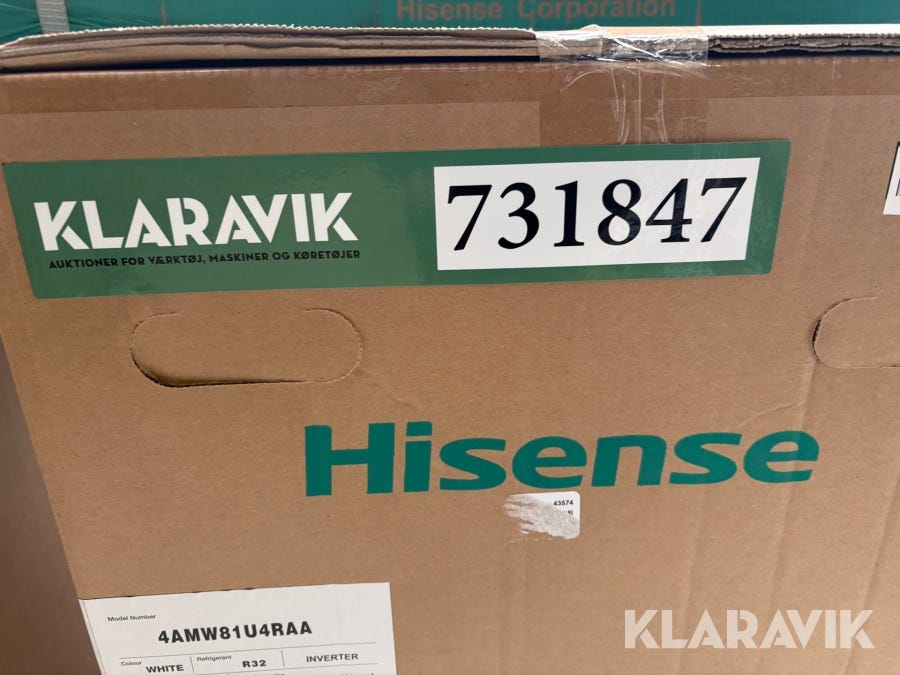 Hisense Corporation
KLARAVIK
AUKTIONER FOR VÆRKTØJ, MASKINER OG KØRETØJER
731847
Hisense
43574
Model Number
4AMW81U4RAA
Colour WHITE Refrigerant R32 INVERTER
KLARAVIK